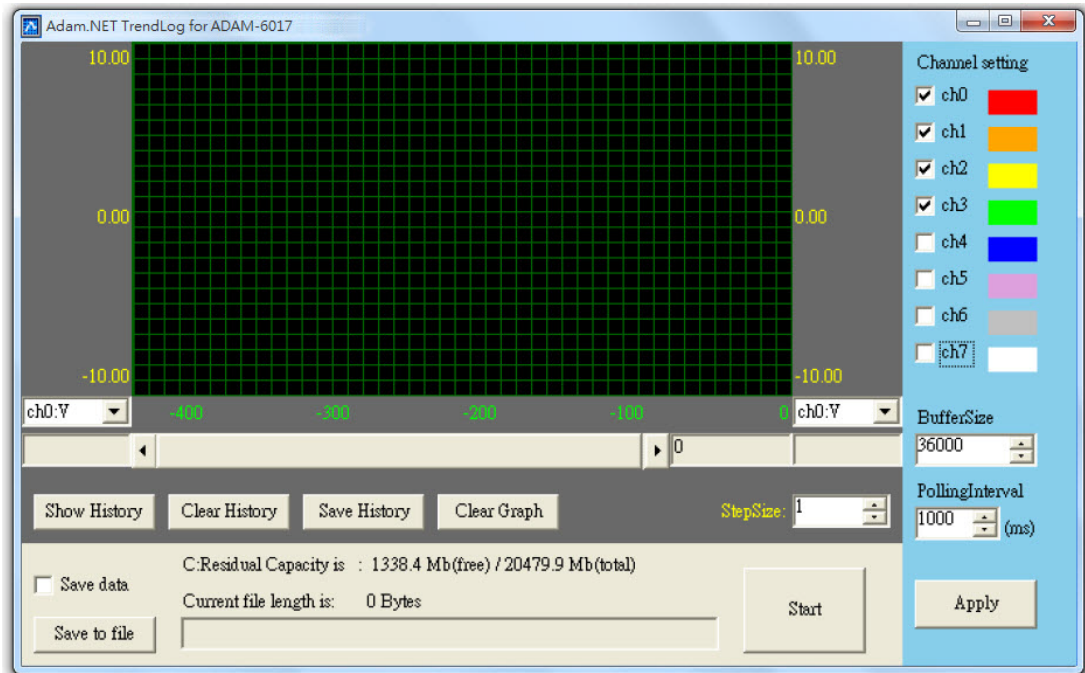 Adam.NET TrendLog for ADAM-6017
10.00
10.00
0.00
0.00
-10.00
-10.00
ch0:V
-400
-300
-200
-100
0
ch0:V
0
Show History
Clear History
Save History
Clear Graph
StepSize:
1
Save data
C:Residual Capacity is : 1338.4 Mb(free) / 20479.9 Mb(total)
Current file length is: 0 Bytes
Save to file
Start
Channel setting
ch0
ch1
ch2
ch3
ch4
ch5
ch6
ch7
BufferSize
36000
PollingInterval
1000 (ms)
Apply